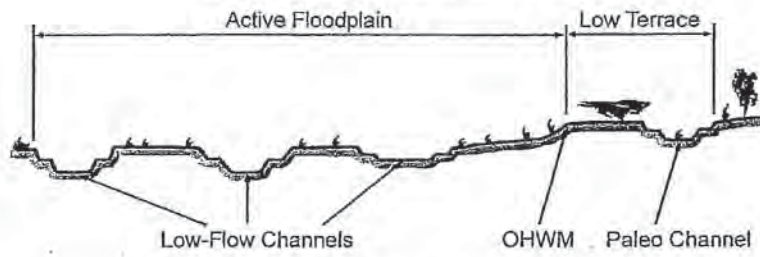 Active Floodplain
Low Terrace
Low-Flow Channels
OHWM
Paleo Channel